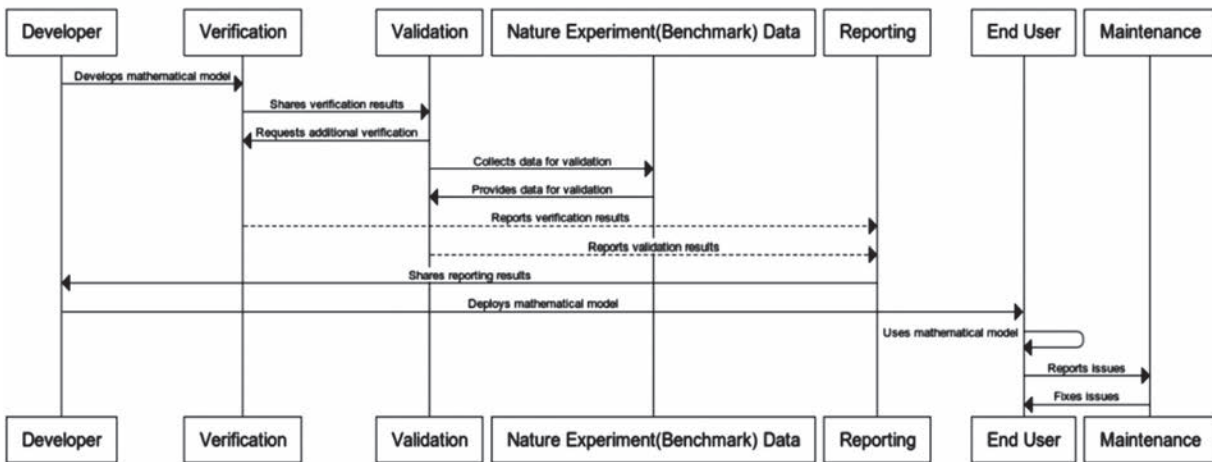 Developer
Verification
Validation
Nature Experiment(Benchmark) Data
Reporting
End User
Maintenance
Develops mathematical model
Shares verification results
Requests additional verification
Collects data for validation
Provides data for validation
Reports verification results
Reports validation results
Shares reporting results
Deploys mathematical model
Uses mathematical model
Reports issues
Fixes issues
Developer
Verification
Validation
Nature Experiment(Benchmark) Data
Reporting
End User
Maintenance